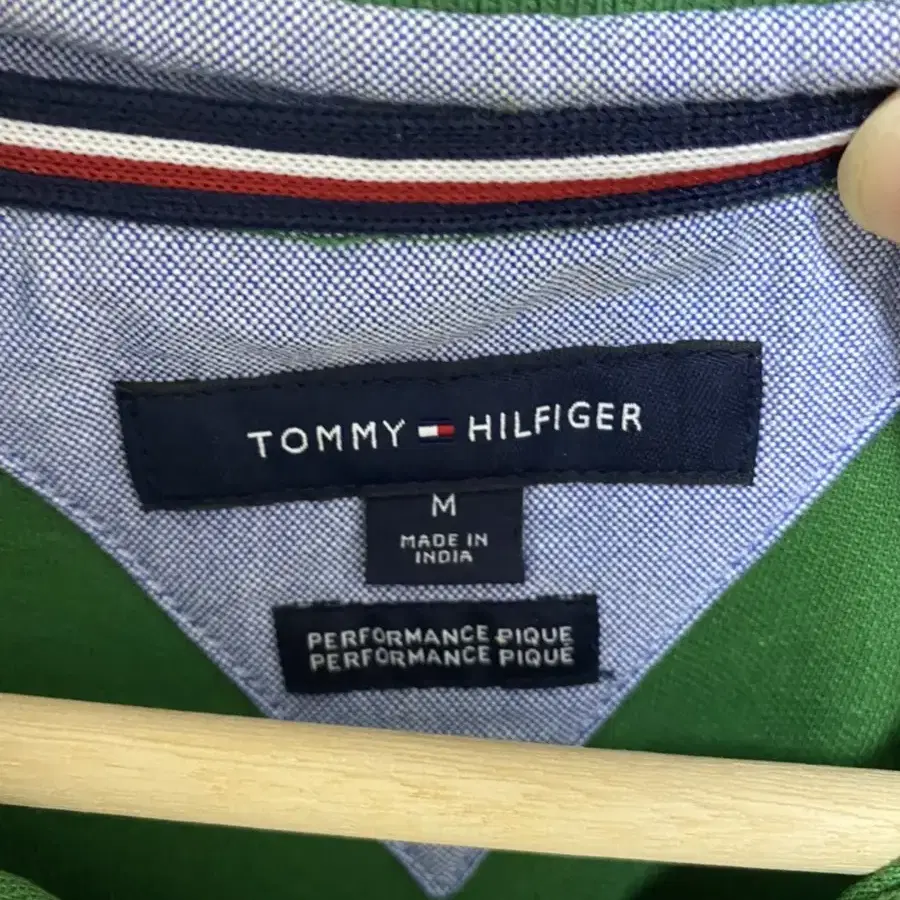 TOMMY HILFIGER
M
MADE IN
INDIA
PERFORMANCE PIQUE
PERFORMANCE PIQUÉ